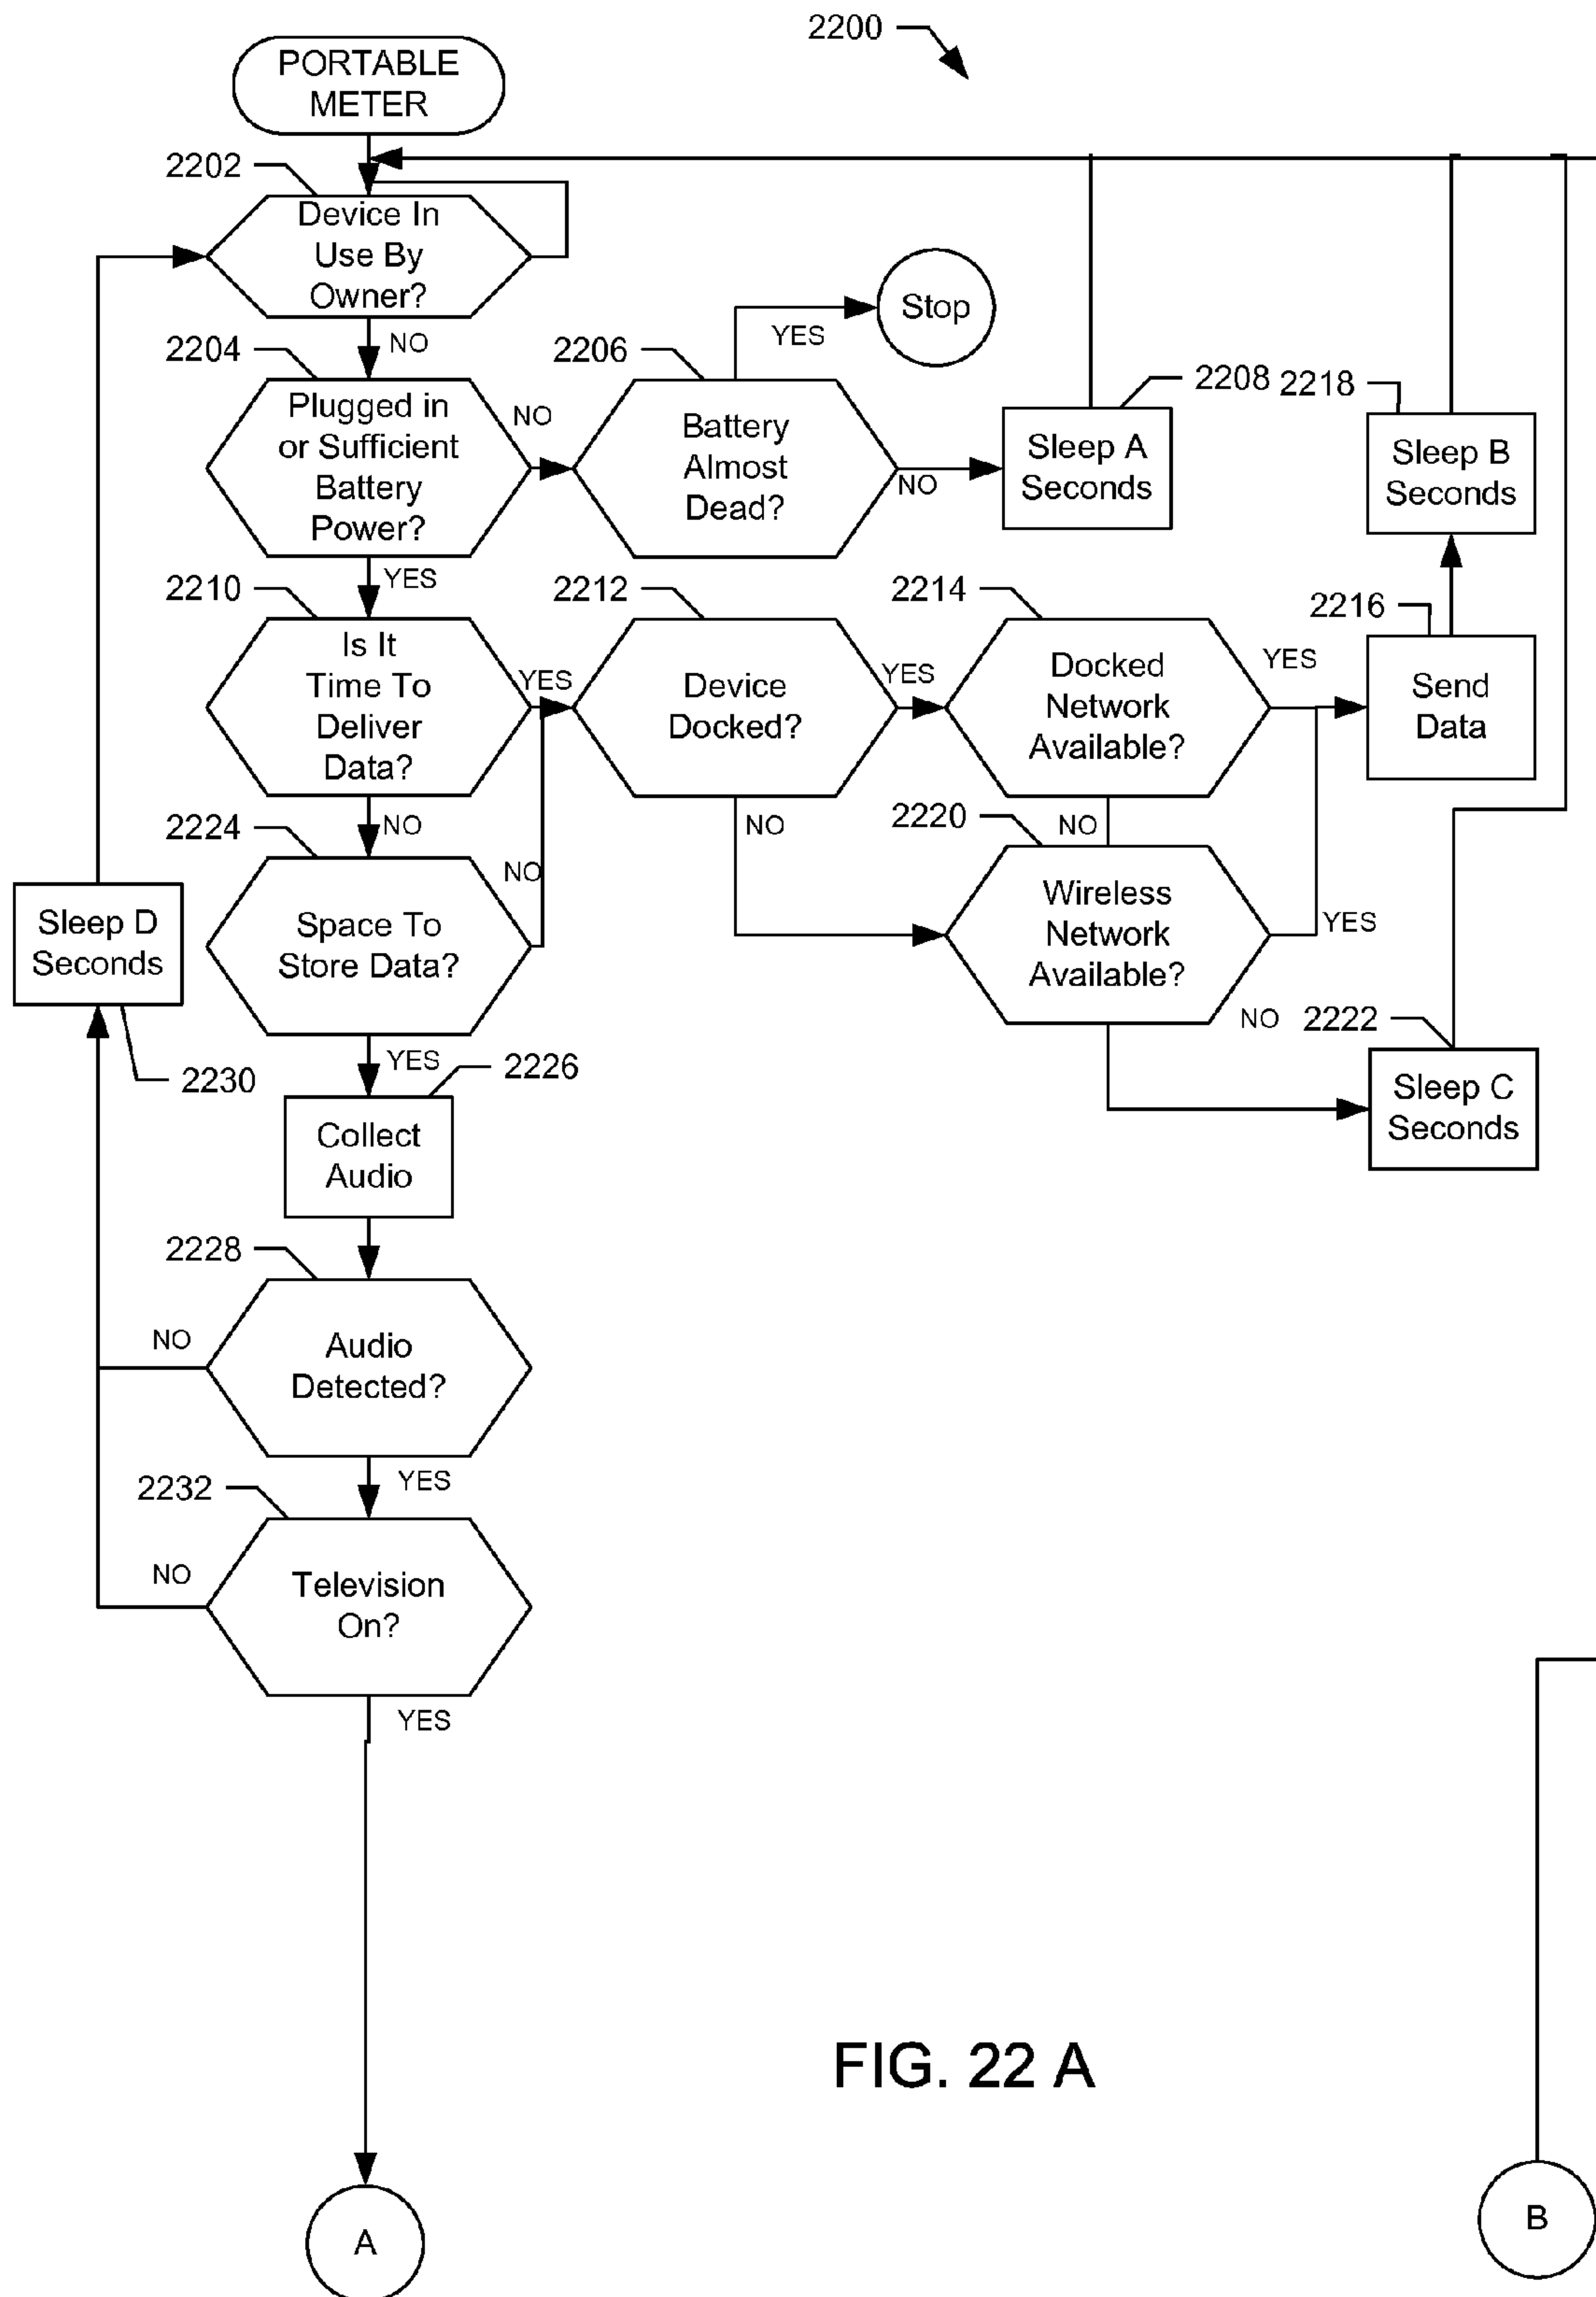 2200
PORTABLE
METER
2202
Device In
Use By
Owner?
NO
Stop
YES
2204
Plugged in
or Sufficient
Battery
Power?
NO
2206
Battery
Almost
Dead?
NO
2208
Sleep A
Seconds
2218
Sleep B
Seconds
YES
2210
Is It
Time To
Deliver
Data?
YES
2212
Device
Docked?
YES
2214
Docked
Network
Available?
YES
2216
Send
Data
NO
2224
Space To
Store Data?
NO
NO
NO
2220
Wireless
Network
Available?
YES
NO
2222
Sleep C
Seconds
Sleep D
Seconds
2230
YES
2226
Collect
Audio
2228
Audio
Detected?
NO
YES
2232
Television
On?
NO
YES
FIG. 22 A
A
B